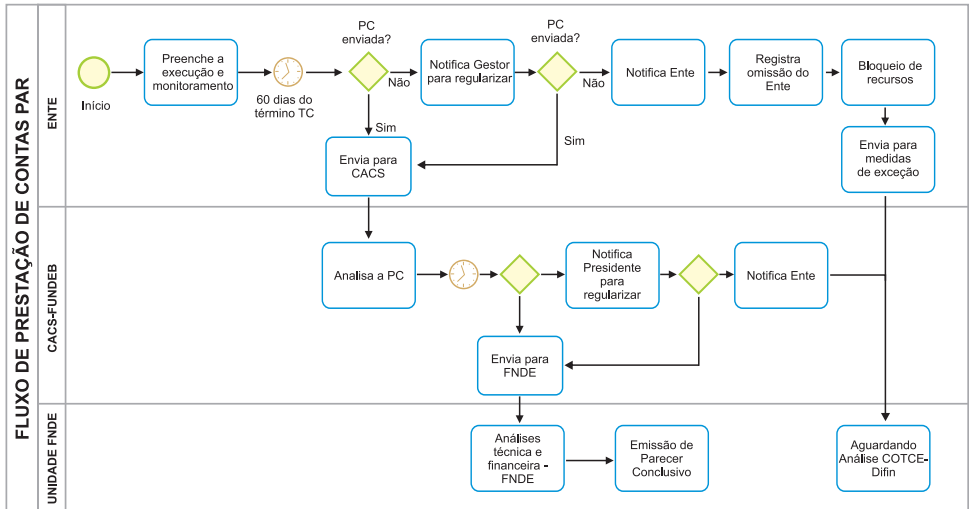 FLUXO DE PRESTAÇÃO DE CONTAS PAR
ENTE
Início
Preenche a
execução e
monitoramento
60 dias do
término TC
PC
enviada?
Não
Sim
Notifica Gestor
para regularizar
PC
enviada?
Não
Sim
Notifica Ente
Registra
omissão do
Ente
Bloqueio de
recursos
Envia para
medidas
de exceção
Envia para
CACS
CACS-FUNDEB
Analisa a PC
Notifica
Presidente
para
regularizar
Notifica Ente
Envia para
FNDE
UNIDADE FNDE
Análises
técnica e
financeira -
FNDE
Emissão de
Parecer
Conclusivo
Aguardando
Análise COTCE-
Difin